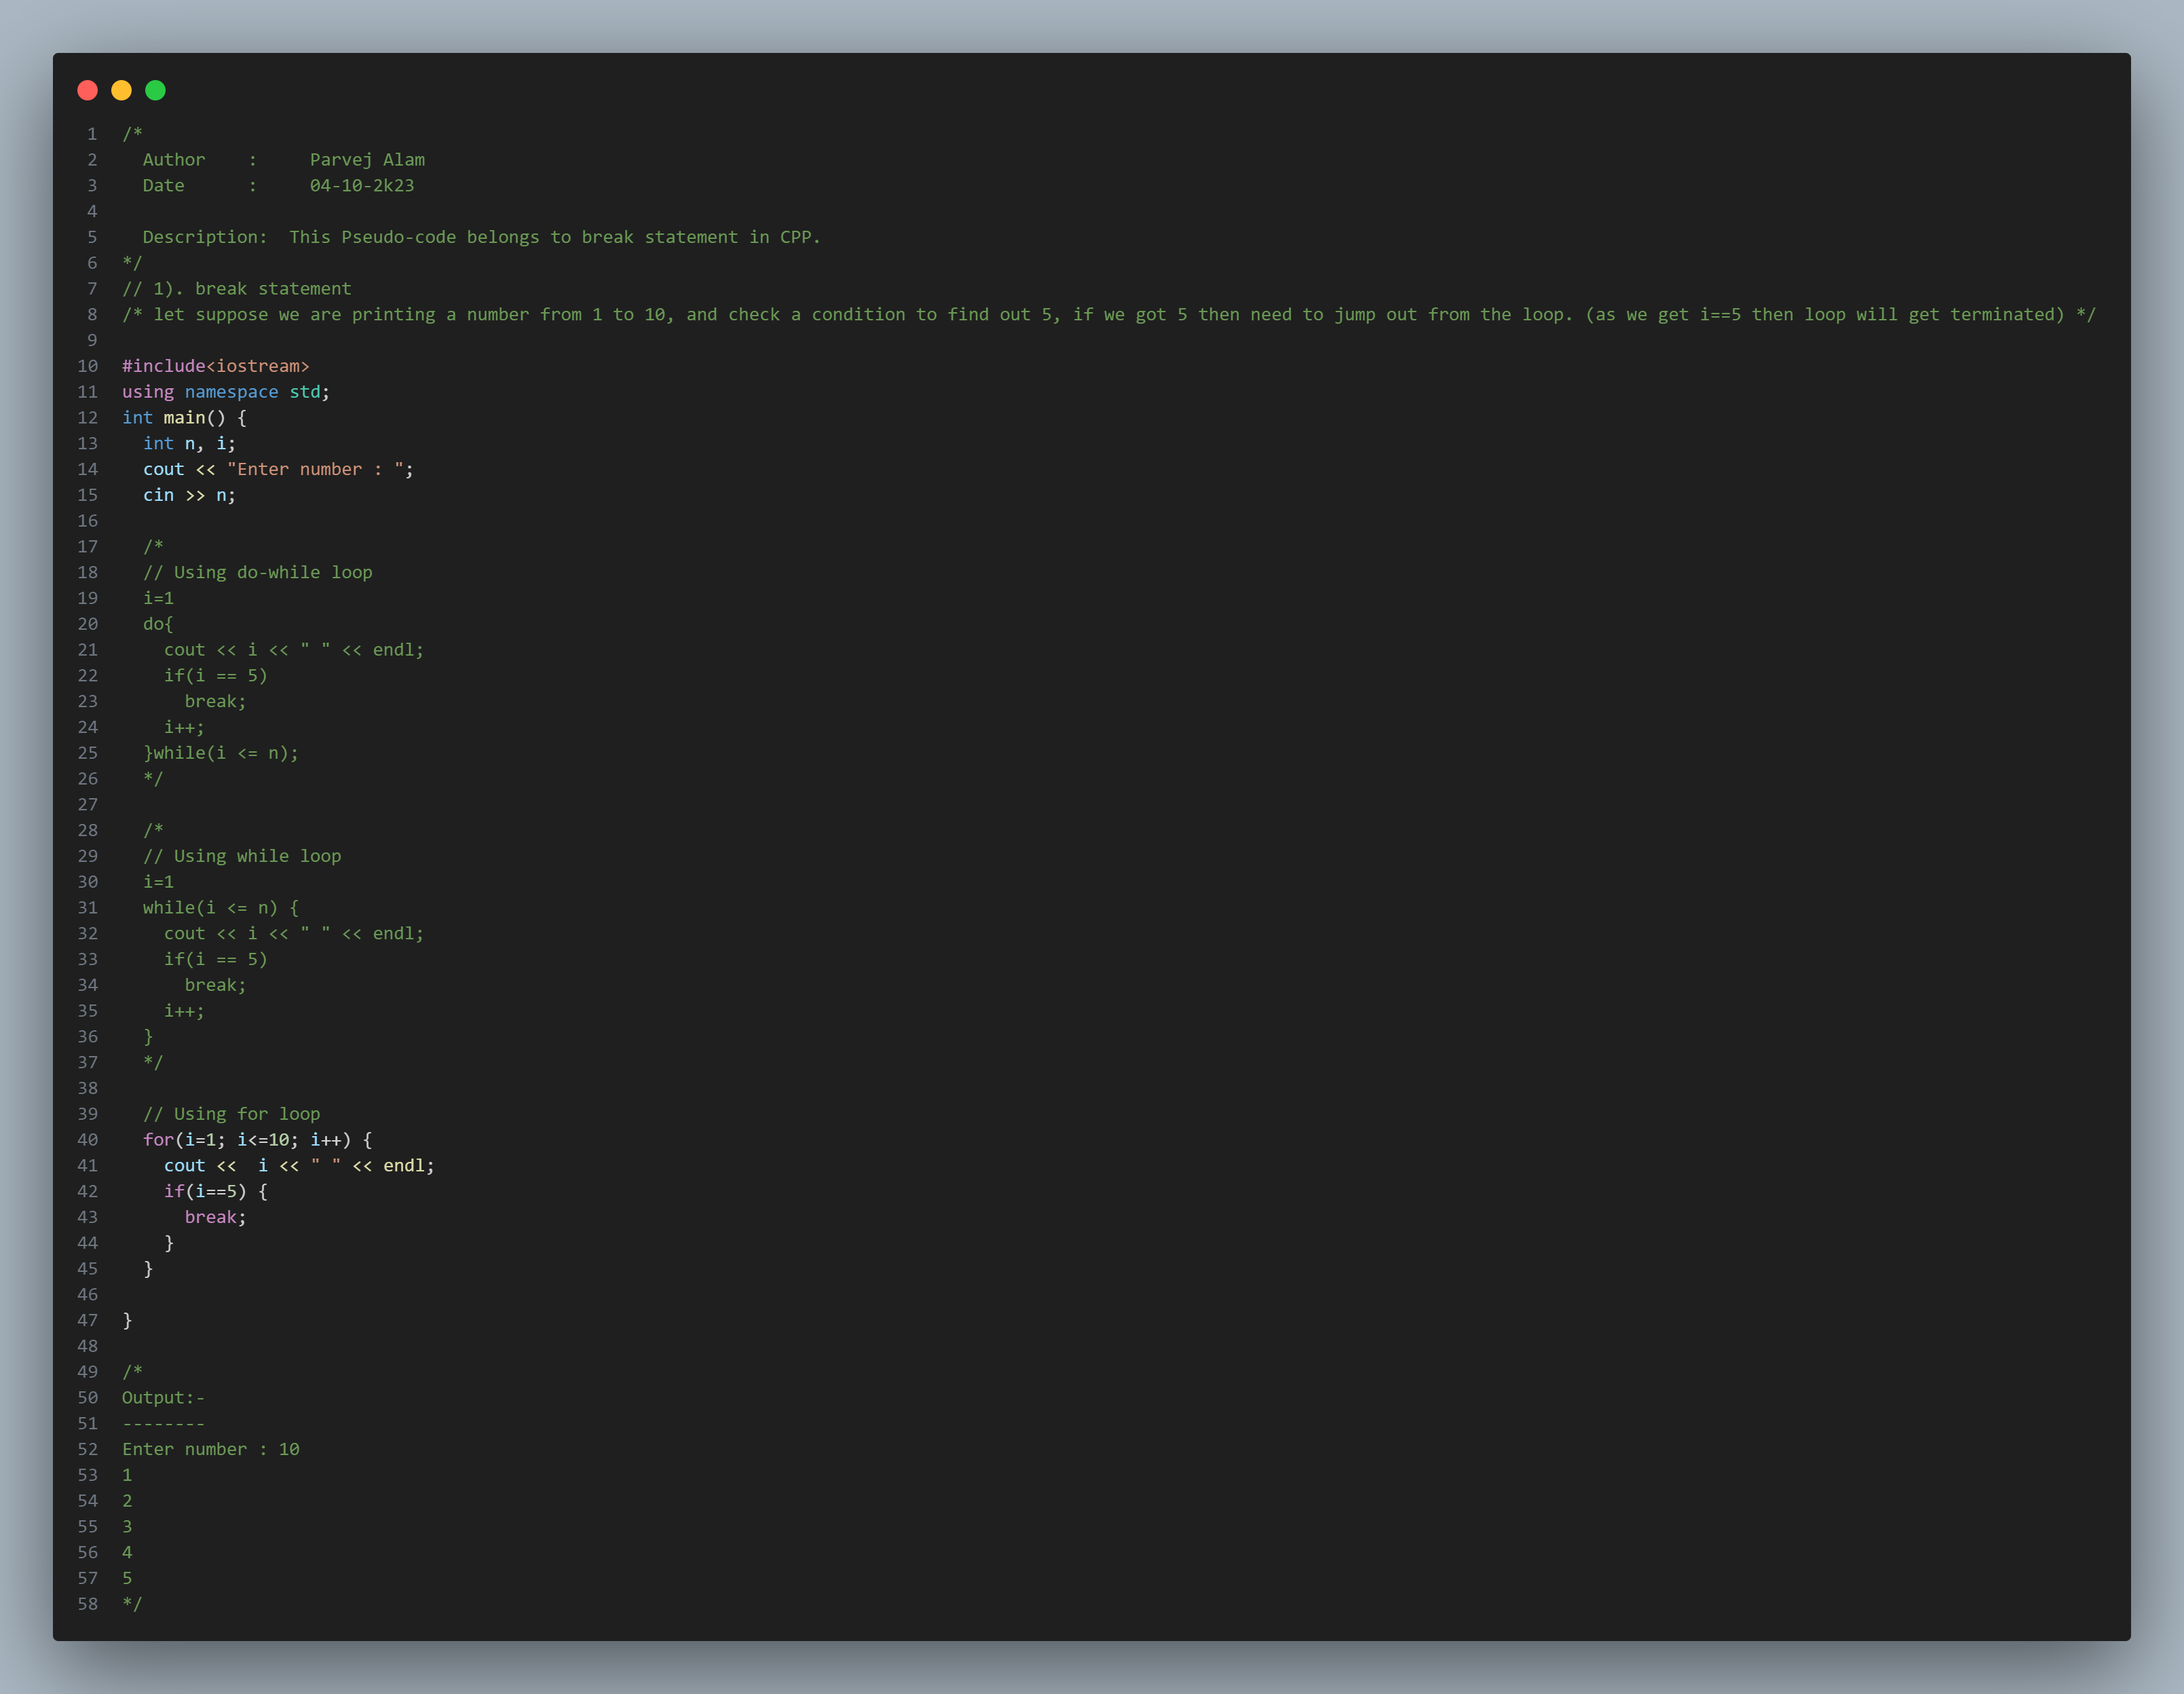 1 /*
2   Author    :     Parvej Alam
3   Date      :     04-10-2k23
4
5   Description:  This Pseudo-code belongs to break statement in CPP.
6 */
7 // 1). break statement
8 /* let suppose we are printing a number from 1 to 10, and check a condition to find out 5, if we got 5 then need to jump out from the loop. (as we get i==5 then loop will get terminated) */
9
10 #include<iostream>
11 using namespace std;
12 int main() {
13   int n, i;
14   cout << "Enter number : ";
15   cin >> n;
16
17   /*
18   // Using do-while loop
19   i=1
20   do{
21     cout << i << " " << endl;
22     if(i == 5)
23       break;
24     i++;
25   }while(i <= n);
26   */
27
28   /*
29   // Using while loop
30   i=1
31   while(i <= n) {
32     cout << i << " " << endl;
33     if(i == 5)
34       break;
35     i++;
36   }
37   */
38
39   // Using for loop
40   for(i=1; i<=10; i++) {
41     cout <<  i << " " << endl;
42     if(i==5) {
43       break;
44     }
45   }
46
47 }
48
49 /*
50 Output:-
51 --------
52 Enter number : 10
53 1
54 2
55 3
56 4
57 5
58 */